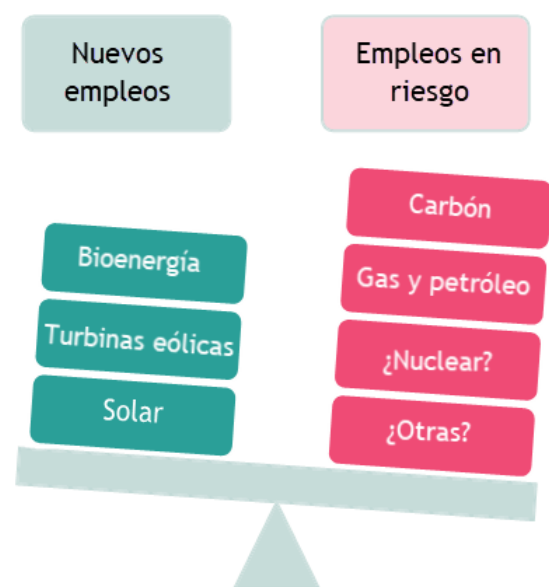 Nuevos
empleos
Empleos en
riesgo
Bioenergía
Turbinas eólicas
Solar
Carbón
Gas y petróleo
¿Nuclear?
¿Otras?